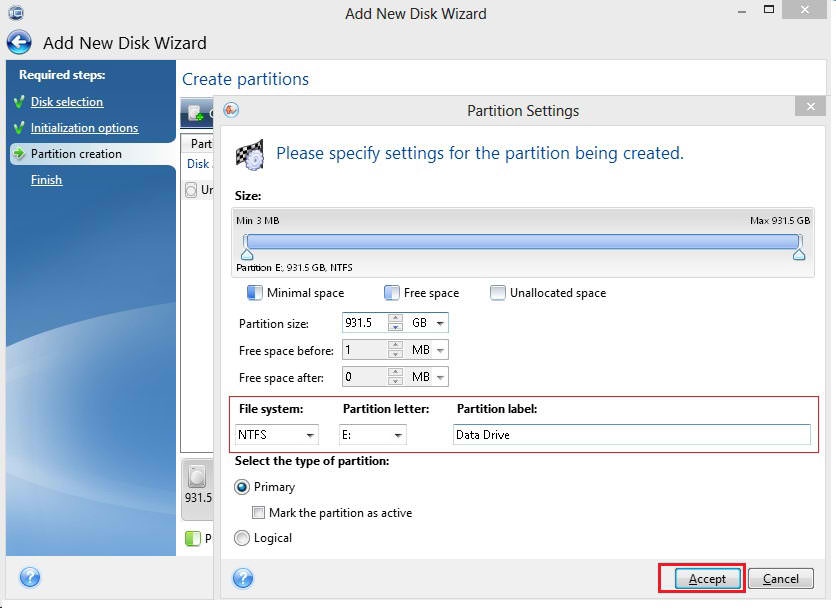 Add New Disk Wizard
Add New Disk Wizard
Required steps:
Disk selection
Initialization options
Partition creation
Finish
Create partitions
Disk
931.5
Partition Settings
Please specify settings for the partition being created.
Size:
Min 3 MB Max 931.5 GB
Partition E:, 931.5 GB, NTFS
Minimal space Free space Unallocated space
Partition size: 931.5 GB
Free space before: 1 MB
Free space after: 0 MB
File system: Partition letter: Partition label:
NTFS E: Data Drive
Select the type of partition:
Primary
Mark the partition as active
Logical
Accept Cancel